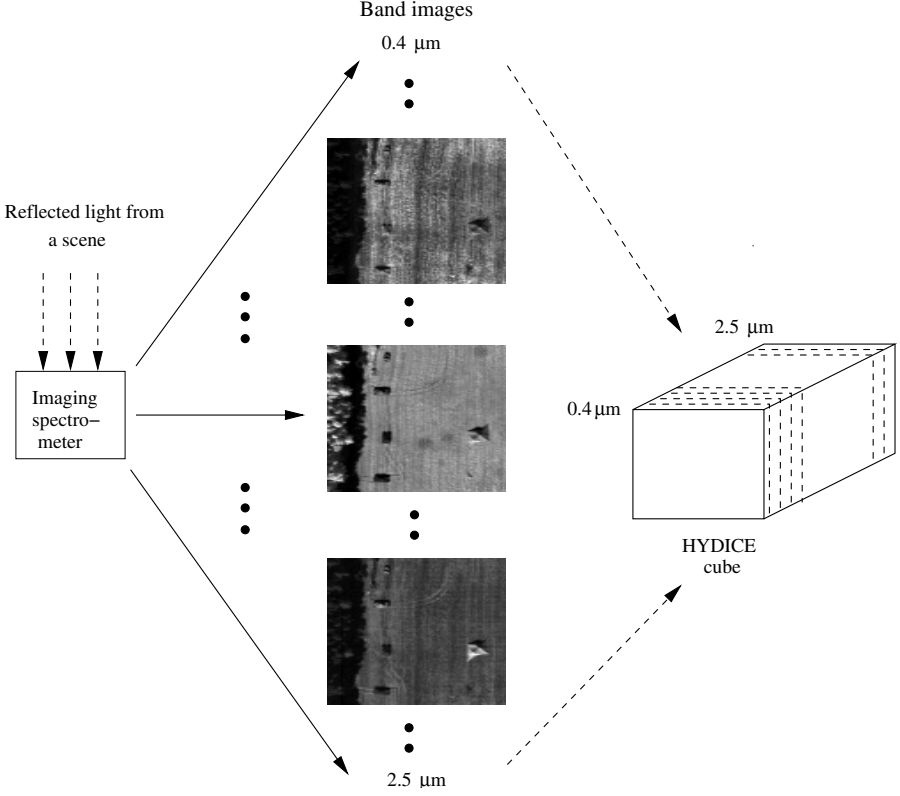 Band images
0.4 μm
Reflected light from
a scene
Imaging
spectro−
meter
2.5 μm
0.4 μm
HYDICE
cube
2.5 μm